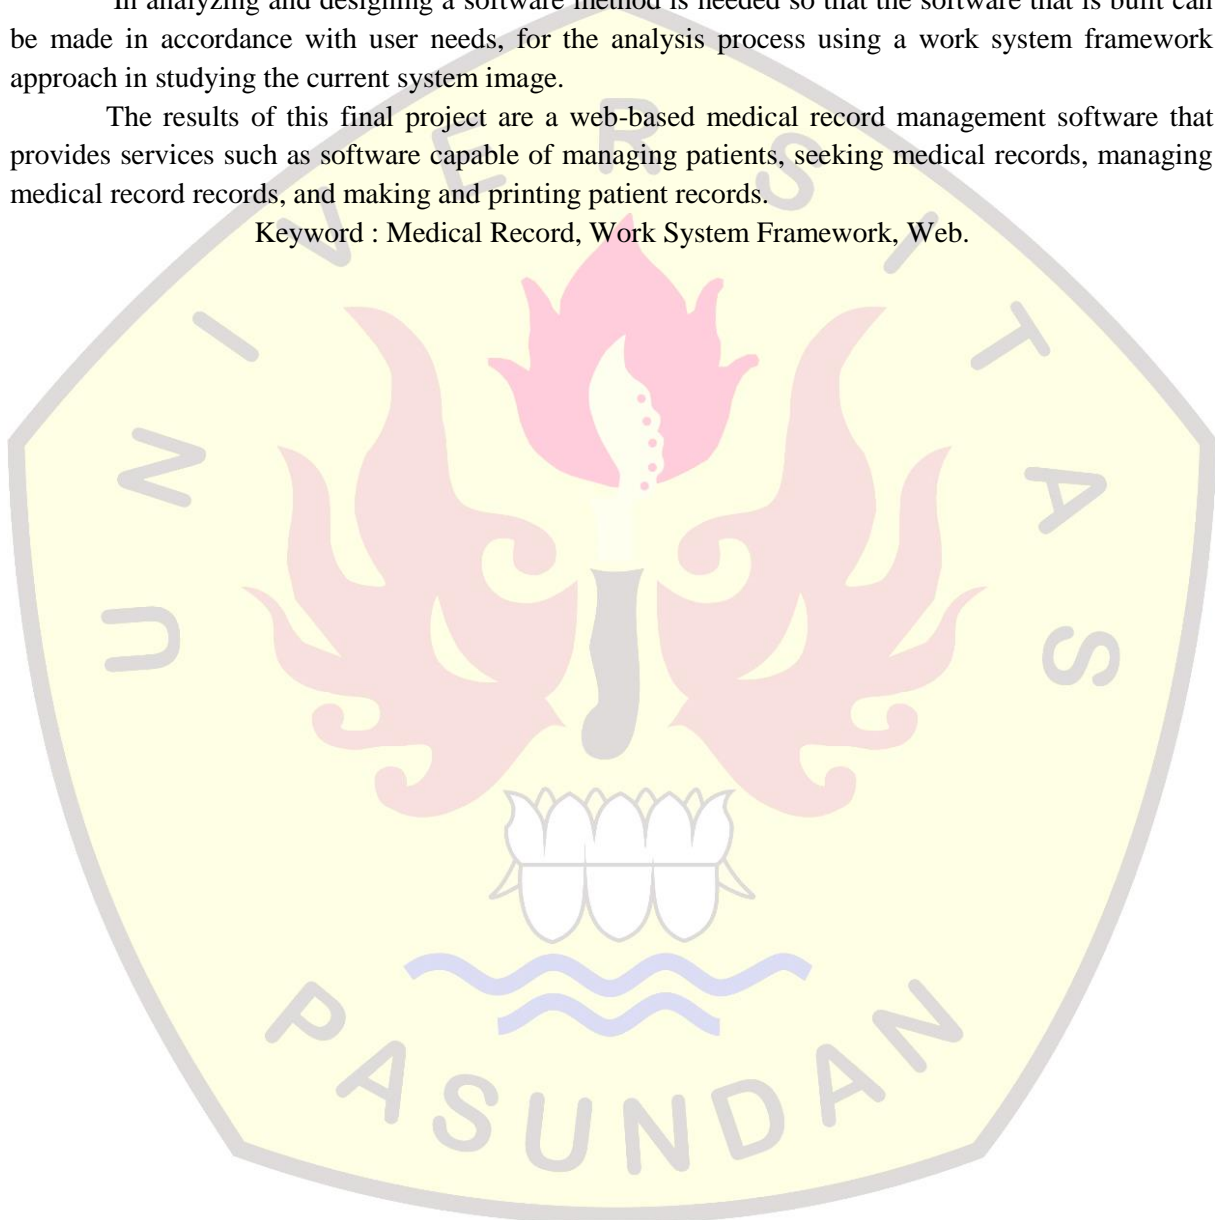 In analyzing and designing a software method is needed so that the software that is built can
be made in accordance with user needs, for the analysis process using a work system framework
approach in studying the current system image.
The results of this final project are a web-based medical record management software that
provides services such as software capable of managing patients, seeking medical records, managing
medical record records, and making and printing patient records.
Keyword : Medical Record, Work System Framework, Web.
UNIVERSITAS
PASUNDAN